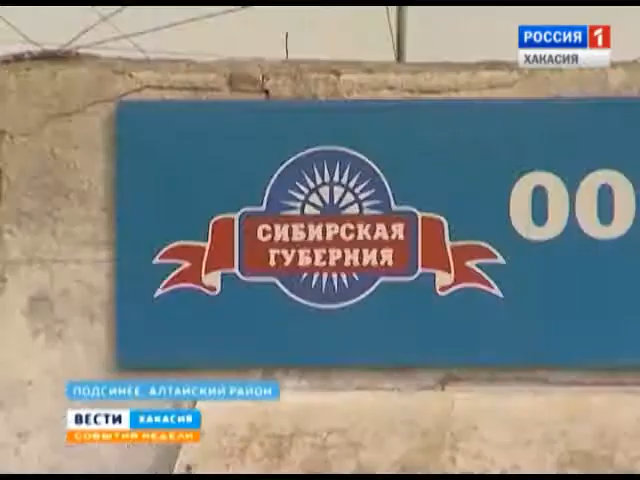 РОССИЯ 1
ХАКАСИЯ
СИБИРСКАЯ
ГУБЕРНИЯ
ОО
ПОДСИНЕЕ. АЛТАЙСКИЙ РАЙОН
ВЕСТИ ХАКАСИЯ
СОБЫТИЯ НЕДЕЛИ